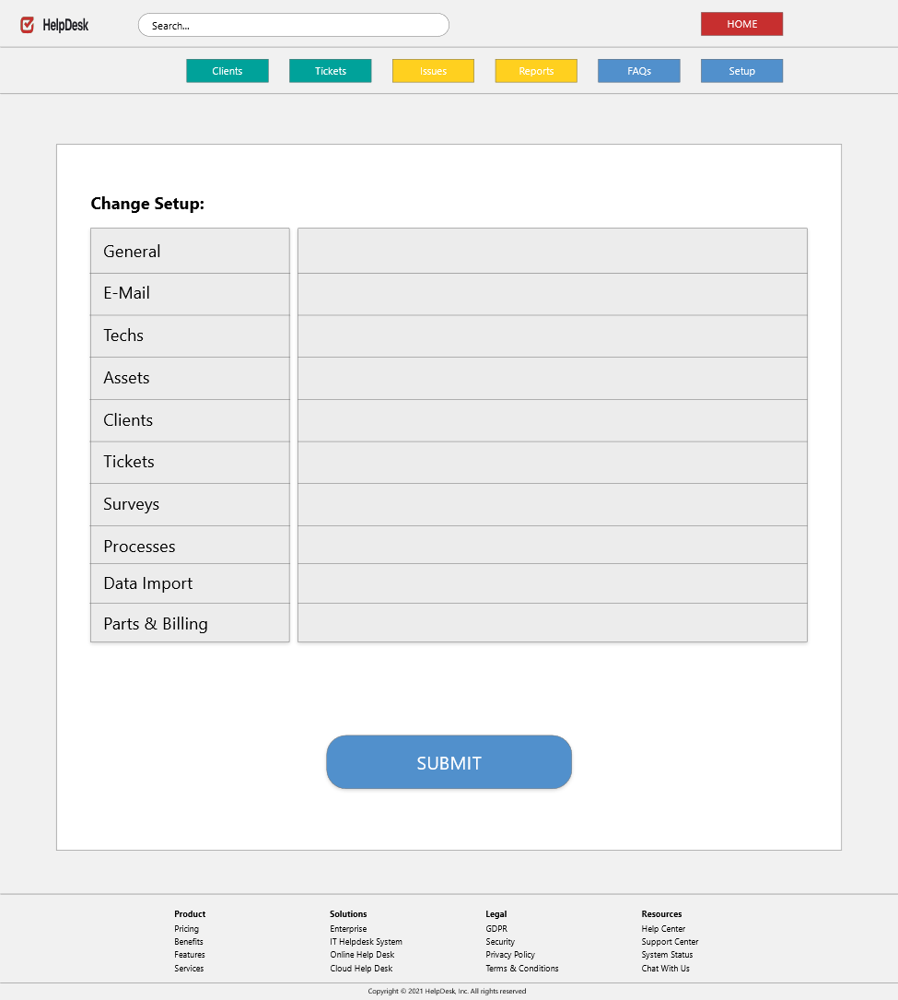 HelpDesk
Search...
HOME
Clients
Tickets
Issues
Reports
FAQs
Setup
Change Setup:
General
E-Mail
Techs
Assets
Clients
Tickets
Surveys
Processes
Data Import
Parts & Billing
SUBMIT
Product
Pricing
Benefits
Features
Services
Solutions
Enterprise
IT Helpdesk System
Online Help Desk
Cloud Help Desk
Legal
GDPR
Security
Privacy Policy
Terms & Conditions
Resources
Help Center
Support Center
System Status
Chat With Us
Copyright © 2021 HelpDesk, Inc. All rights reserved